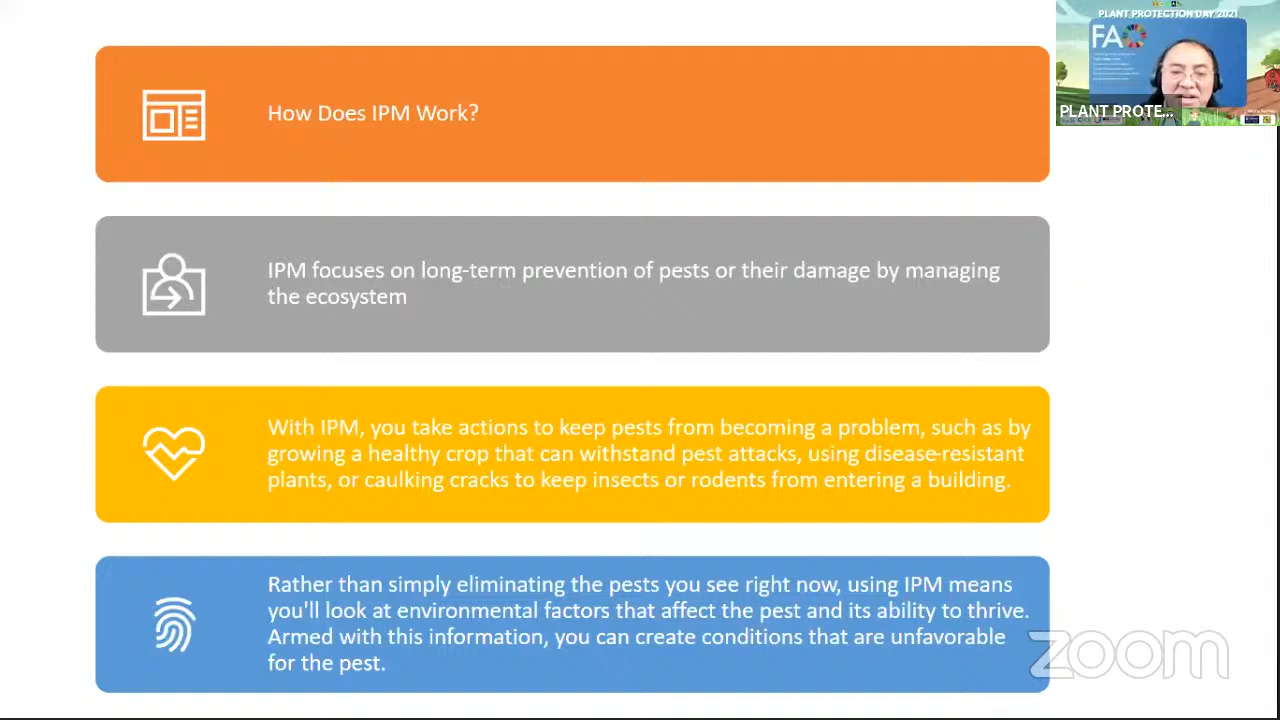 How Does IPM Work?
IPM focuses on long-term prevention of pests or their damage by managing
the ecosystem
With IPM, you take actions to keep pests from becoming a problem, such as by
growing a healthy crop that can withstand pest attacks, using disease-resistant
plants, or caulking cracks to keep insects or rodents from entering a building.
Rather than simply eliminating the pests you see right now, using IPM means
you'll look at environmental factors that affect the pest and its ability to thrive.
Armed with this information, you can create conditions that are unfavorable
for the pest.
PLANT PROTECTION DAY 2021
FAO
PLANT PROTE...
zoom